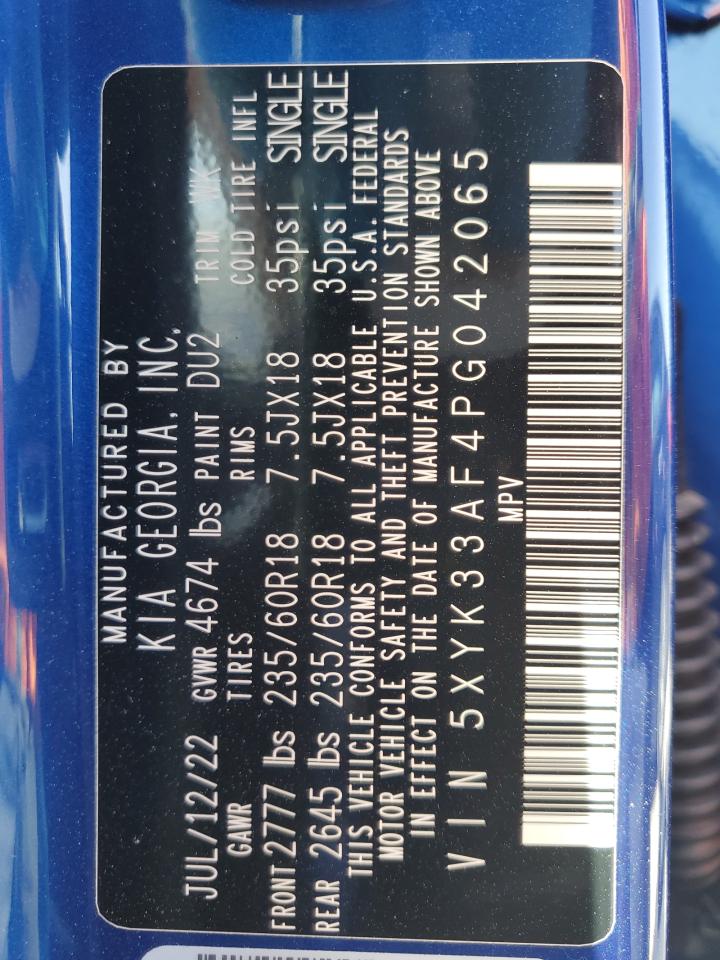 MANUFACTURED BY
KIA GEORGIA, INC.
JUL/12/22 GVWR 4674 lbs PAINT DU2 TRIM WK
GAWR TIRES RIMS COLD TIRE INFL
FRONT 2777 lbs 235/60R18 7.5JX18 35psi SINGLE
REAR 2645 lbs 235/60R18 7.5JX18 35psi SINGLE
THIS VEHICLE CONFORMS TO ALL APPLICABLE U.S.A. FEDERAL
MOTOR VEHICLE SAFETY AND THEFT PREVENTION STANDARDS
IN EFFECT ON THE DATE OF MANUFACTURE SHOWN ABOVE
VIN 5XYK33AF4PG042065
MPV